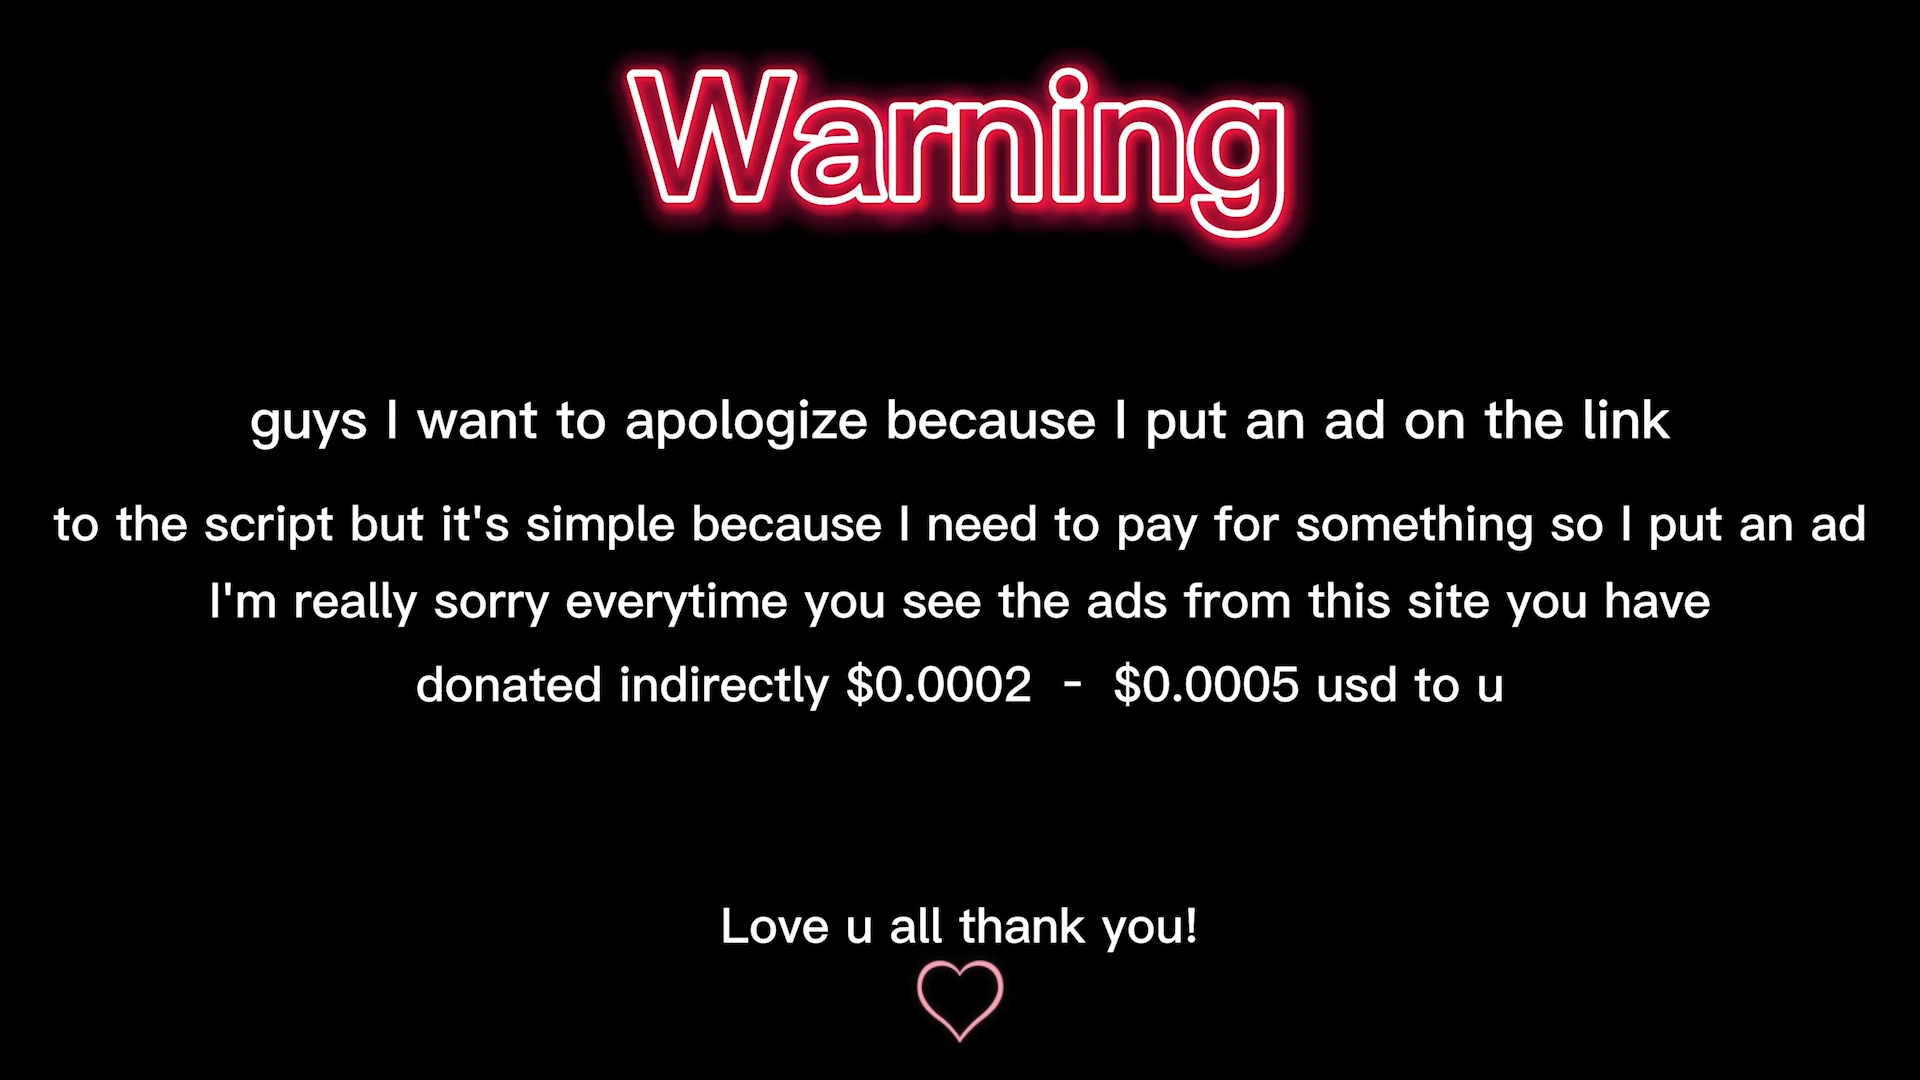 Warning
guys I want to apologize because I put an ad on the link
to the script but it's simple because I need to pay for something so I put an ad
I'm really sorry everytime you see the ads from this site you have
donated indirectly $0.0002 - $0.0005 usd to u
Love u all thank you!